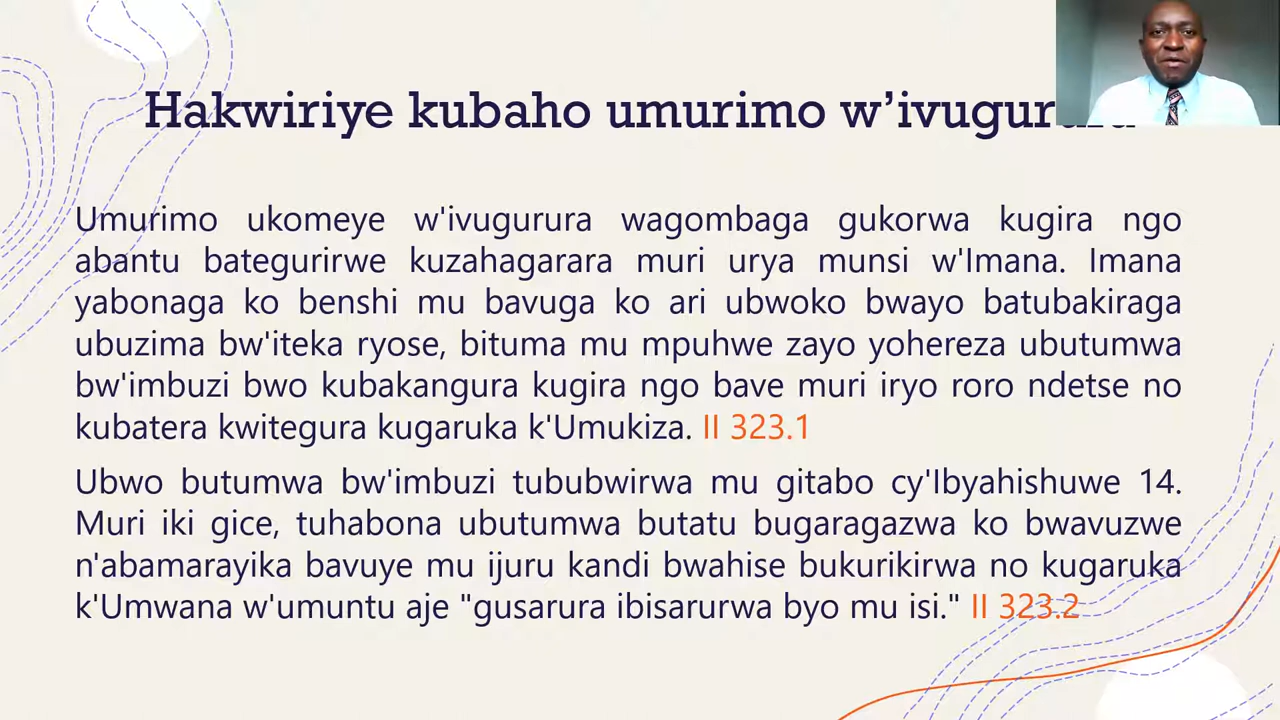 Hakwiriye kubaho umurimo
Umurimo ukomeye w'ivugurura wagombaga gukorwa kugira ngo
abantu bategurirwe kuzahagarara muri urya munsi w'Imana. Imana
yabonaga ko benshi mu bavuga ko ari ubwoko bwayo batubakiraga
ubuzima bw'iteka ryose, bituma mu mpuhwe zayo yohereza ubutumwa
bw'imbuzi bwo kubakangura kugira ngo bave muri iryo roro ndetse no
kubatera kwitegura kugaruka k'Umukiza. II 323.1
Ubwo butumwa bw'imbuzi tububwirwa mu gitabo cy'Ibyahishuwe 14.
Muri iki gice, tuhabona ubutumwa butatu bugaragazwa ko bwavuzwe
n'abamarayika bavuye mu ijuru kandi bwahise bukurikirwa no kugaruka
k'Umwana w'umuntu aje "gusarura ibisarurwa byo mu isi." II 323.2